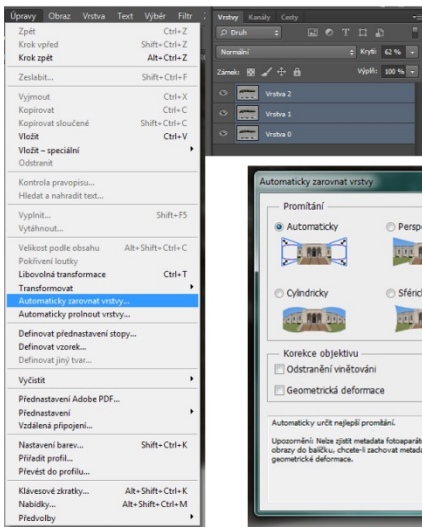 Úpravy Obraz Vrstva Text Výběr Filtr
Zpět Ctrl+Z
Krok vpřed Shift+Ctrl+Z
Krok zpět Alt+Ctrl+Z
Zeslabit... Shift+Ctrl+F
Vyjmout Ctrl+X
Kopírovat Ctrl+C
Kopírovat sloučené Shift+Ctrl+C
Vložit Ctrl+V
Vložit – speciální
Odstranit
Kontrola pravopisu...
Hledat a nahradit text...
Vyplnit... Shift+F5
Vytáhnout...
Velikost podle obsahu Alt+Shift+Ctrl+C
Pokřivení loutky
Libovolná transformace Ctrl+T
Transformovat
Automaticky zarovnat vrstvy...
Automaticky prolnout vrstvy...
Definovat přednastavení stopy...
Definovat vzorek...
Definovat jiný tvar...
Vyčistit
Přednastavení Adobe PDF...
Přednastavení
Vzdálená připojení...
Nastavení barev... Shift+Ctrl+K
Přiřadit profil...
Převést do profilu...
Klávesové zkratky... Alt+Shift+Ctrl+K
Nabídky... Alt+Shift+Ctrl+M
Předvolby
Vrstvy Kanály Cesty
Druh
Normální Krytí: 62 %
Zámek: Výplň: 100 %
Vrstva 2
Vrstva 1
Vrstva 0
Automaticky zarovnat vrstvy
Promítání
Automaticky Perspe
Cylindricky Sféric
Korekce objektivu
Odstranění vinětování
Geometrická deformace
Automaticky určit nejlepší promítání.
Upozornění: Nelze zjistit metadata fotoaparát
obrazy do balíčku, chcete-li zachovat metada
geometrické deformace.